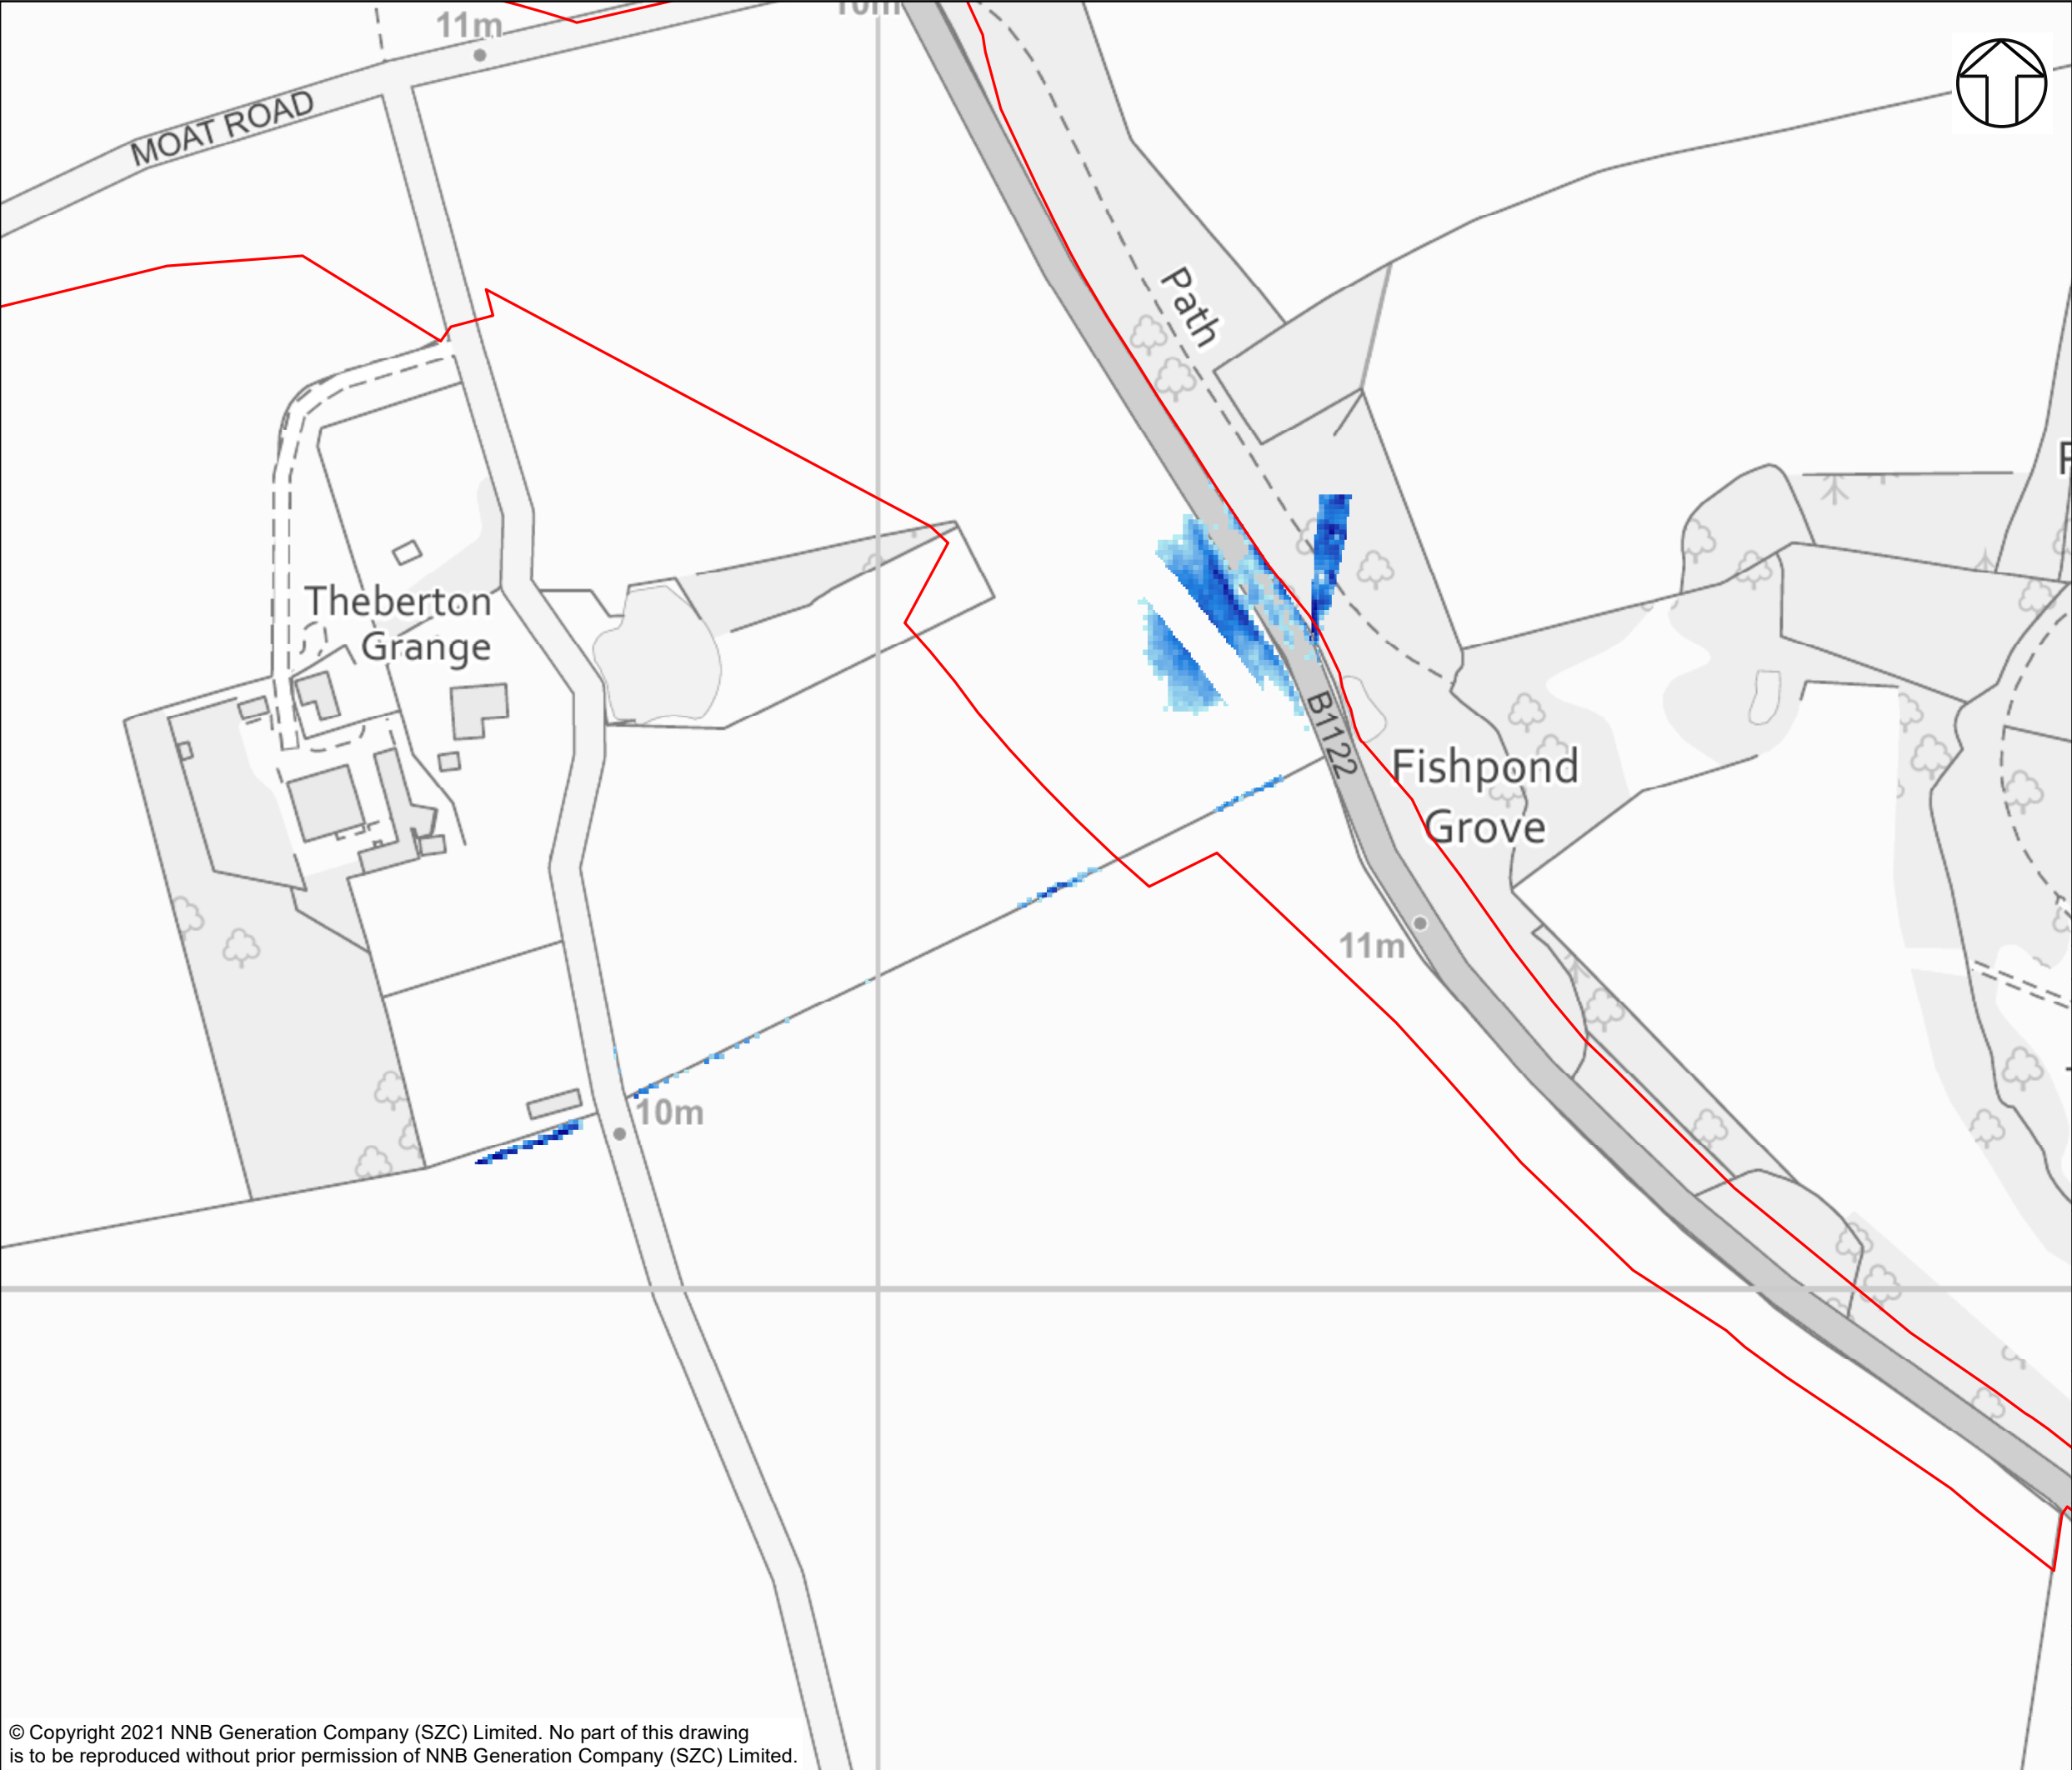 10m
11m
MOAT ROAD
Path
Theberton
Grange
B1122
Fishpond
Grove
11m
10m
© Copyright 2021 NNB Generation Company (SZC) Limited. No part of this drawing
is to be reproduced without prior permission of NNB Generation Company (SZC) Limited.